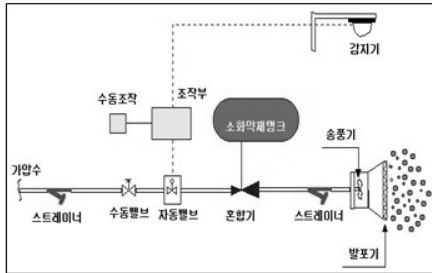 감지기
조작부
수동조작
소화약제탱크
송풍기
가압수
스트레이너
수동밸브
자동밸브
혼합기
스트레이너
발포기